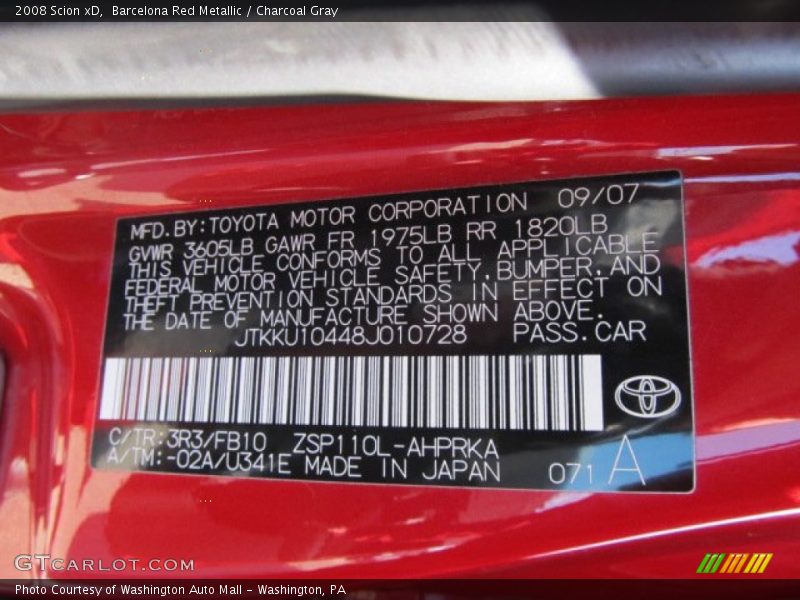 2008 Scion xD, Barcelona Red Metallic / Charcoal Gray
MFD.BY:TOYOTA MOTOR CORPORATION 09/07
GVWR 3605LB GAWR FR 1975LB RR 1820LB
THIS VEHICLE CONFORMS TO ALL APPLICABLE
FEDERAL MOTOR VEHICLE SAFETY,BUMPER,AND
THEFT PREVENTION STANDARDS IN EFFECT ON
THE DATE OF MANUFACTURE SHOWN ABOVE.
JTKKU10448J010728 PASS.CAR
C/TR:3R3/FB10 ZSP110L-AHPRKA
A/TM:-02A/U341E MADE IN JAPAN 071 A
GTCARLOT.COM
Photo Courtesy of Washington Auto Mall - Washington, PA